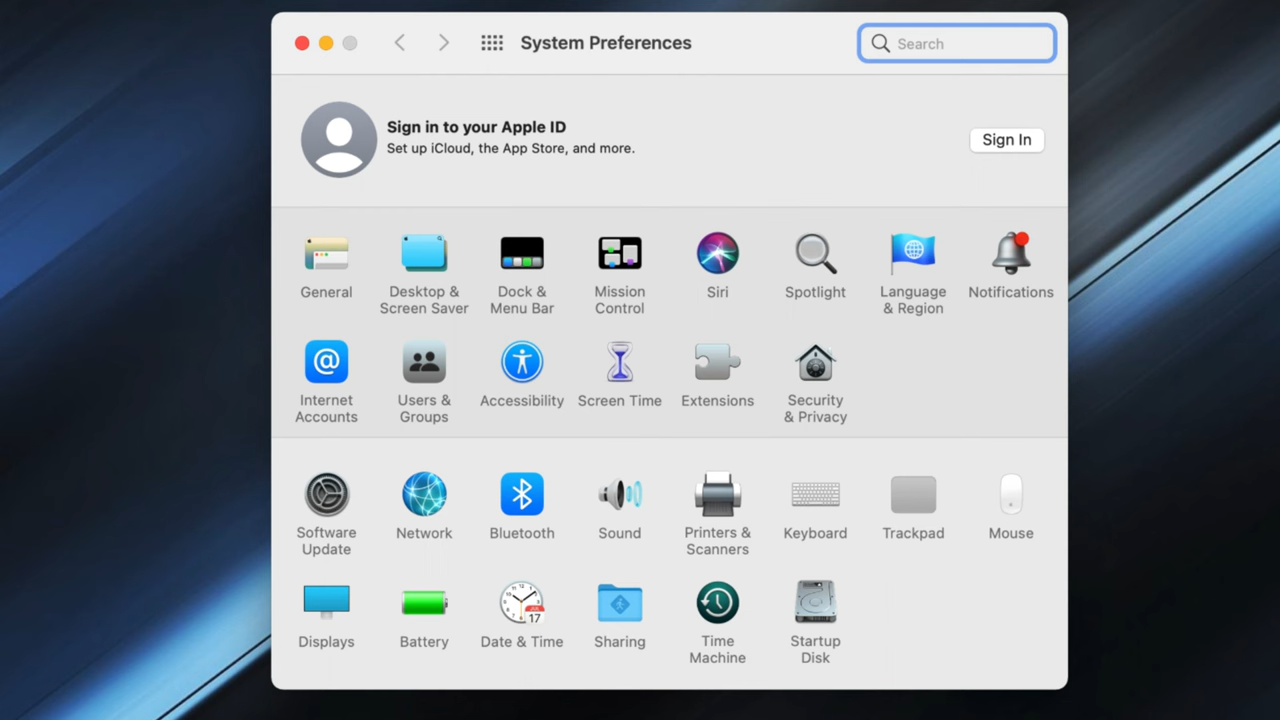 System Preferences
Search
Sign in to your Apple ID
Set up iCloud, the App Store, and more.
Sign In
General
Desktop &
Screen Saver
Dock &
Menu Bar
Mission
Control
Siri
Spotlight
Language
& Region
Notifications
@
Internet
Accounts
Users &
Groups
Accessibility
Screen Time
Extensions
Security
& Privacy
Software
Update
Network
Bluetooth
Sound
Printers &
Scanners
Keyboard
Trackpad
Mouse
Displays
Battery
17
Date & Time
Sharing
Time
Machine
Startup
Disk